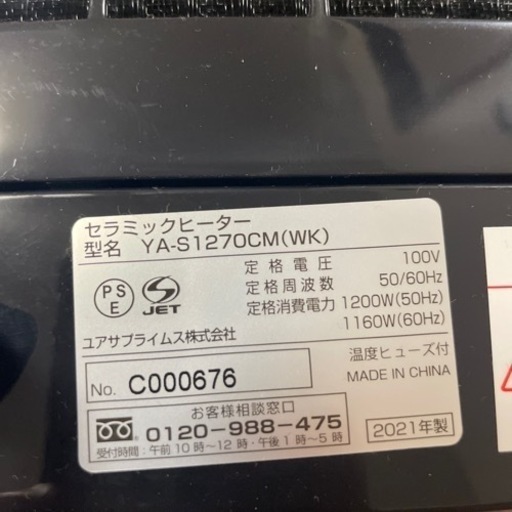 セラミックヒーター
型名 YA-S1270CM(WK)
定格電圧 100V
定格周波数 50/60Hz
定格消費電力 1200W(50Hz)
1160W(60Hz)
PS
E
JET
ユアサプライムス株式会社
温度ヒューズ付
No. C000676
MADE IN CHINA
お客様相談窓口
0120-988-475
受付時間:午前10時〜12時・午後1時〜5時
2021年製